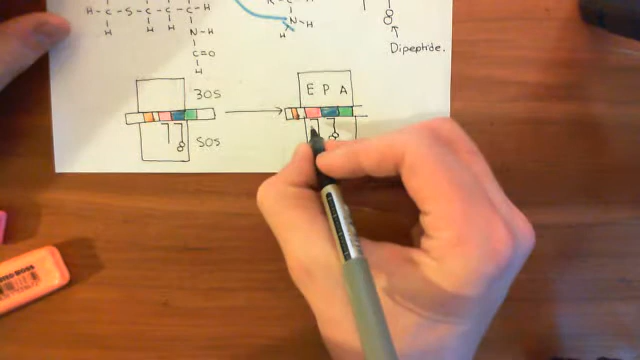 H-C-S-C-C-C-H
H H H H
N-H
C=O
H
N-H
H
Dipeptide.
30S
50S
E P A